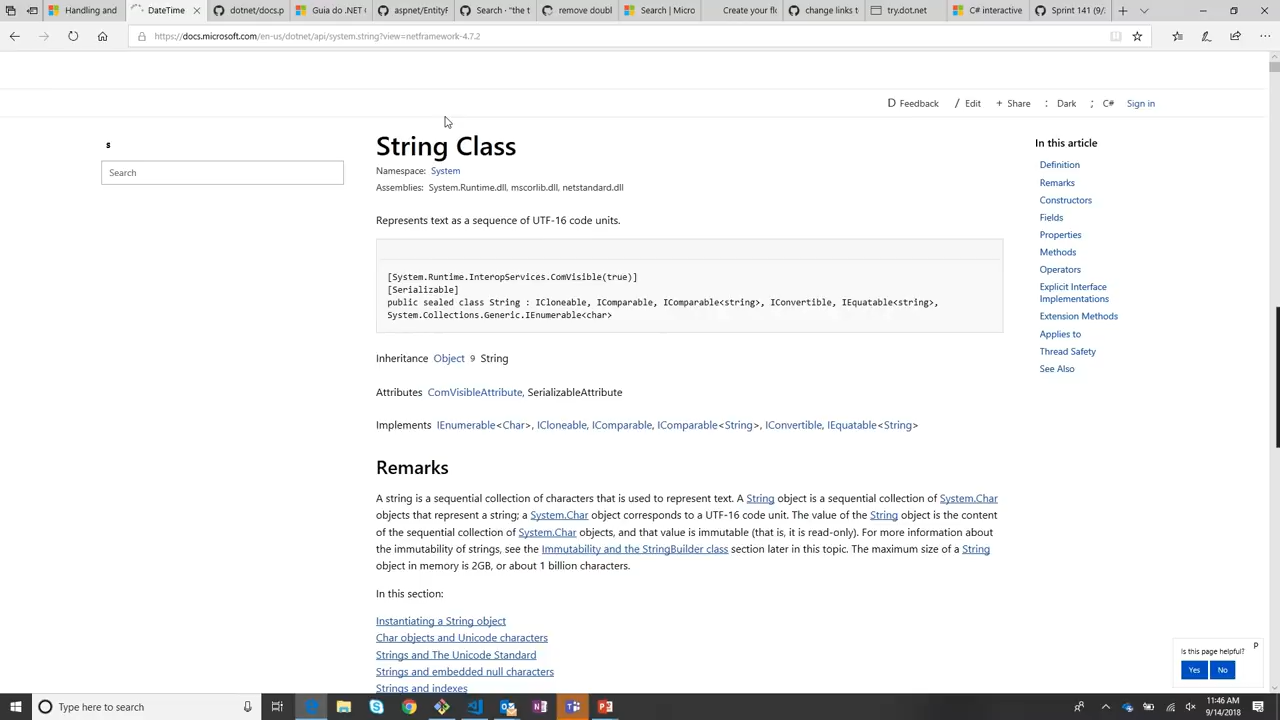 Handing over
DateTime
dotnet/docs.p
Guida do .NET (
Search · "the t
remove doubl
Search | Micro
Create your flo
change links t
try.dotnet
C# interactive
Sprint 141 (9/
https://docs.microsoft.com/en-us/dotnet/api/system.string?view=netframework-4.7.2
D Feedback / Edit + Share : Dark ; C# Sign in
s
Search
String Class
Namespace: System
Assemblies: System.Runtime.dll, mscorlib.dll, netstandard.dll
Represents text as a sequence of UTF-16 code units.
[System.Runtime.InteropServices.ComVisible(true)]
[Serializable]
public sealed class String : ICloneable, IComparable, IComparable<string>, IConvertible, IEquatable<string>,
System.Collections.Generic.IEnumerable<char>
Inheritance Object 9 String
Attributes ComVisibleAttribute, SerializableAttribute
Implements IEnumerable<Char>, ICloneable, IComparable, IComparable<String>, IConvertible, IEquatable<String>
Remarks
A string is a sequential collection of characters that is used to represent text. A String object is a sequential collection of System.Char
objects that represent a string; a System.Char object corresponds to a UTF-16 code unit. The value of the String object is the content
of the sequential collection of System.Char objects, and that value is immutable (that is, it is read-only). For more information about
the immutability of strings, see the Immutability and the StringBuilder class section later in this topic. The maximum size of a String
object in memory is 2GB, or about 1 billion characters.
In this section:
Instantiating a String object
Char objects and Unicode characters
Strings and The Unicode Standard
Strings and embedded null characters
Strings and indexes
In this article
Definition
Remarks
Constructors
Fields
Properties
Methods
Operators
Explicit Interface
Implementations
Extension Methods
Applies to
Thread Safety
See Also
Is this page helpful? P
Yes No
Type here to search
11:46 AM
9/14/2018